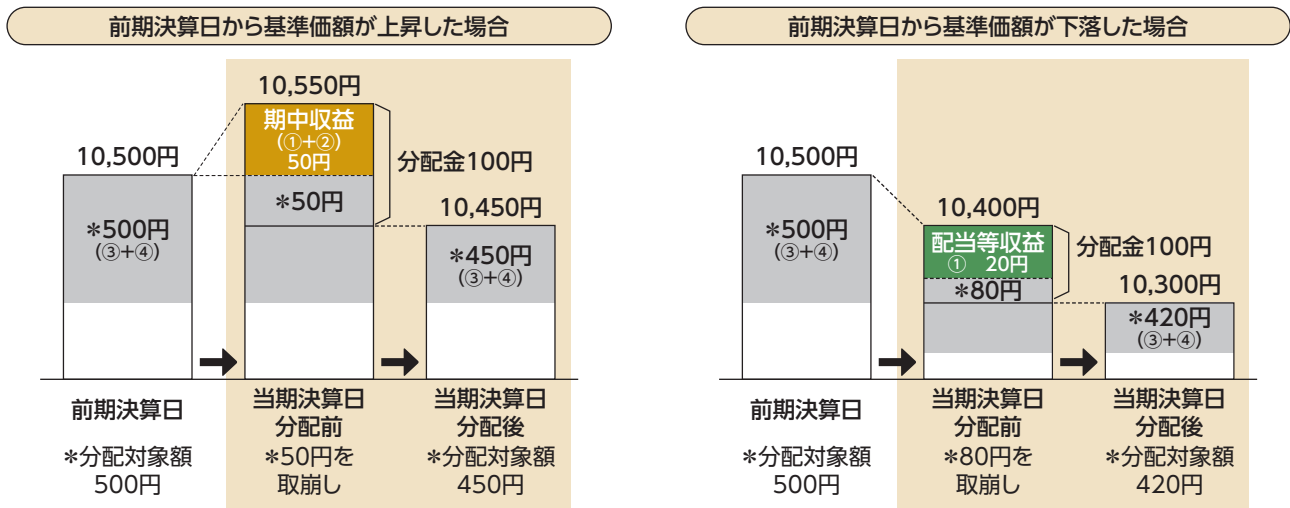 前期決算日から基準価額が上昇した場合
10,550円
期中収益
(①+②)
50円
10,500円
分配金100円
*50円
10,450円
*500円
(③+④)
*450円
(③+④)
前期決算日
当期決算日
分配前
当期決算日
分配後
*分配対象額
500円
*50円を
取崩し
*分配対象額
450円
前期決算日から基準価額が下落した場合
10,500円
10,400円
*500円
(③+④)
配当等収益
① 20円
分配金100円
*80円
10,300円
*420円
(③+④)
前期決算日
当期決算日
分配前
当期決算日
分配後
*分配対象額
500円
*80円を
取崩し
*分配対象額
420円